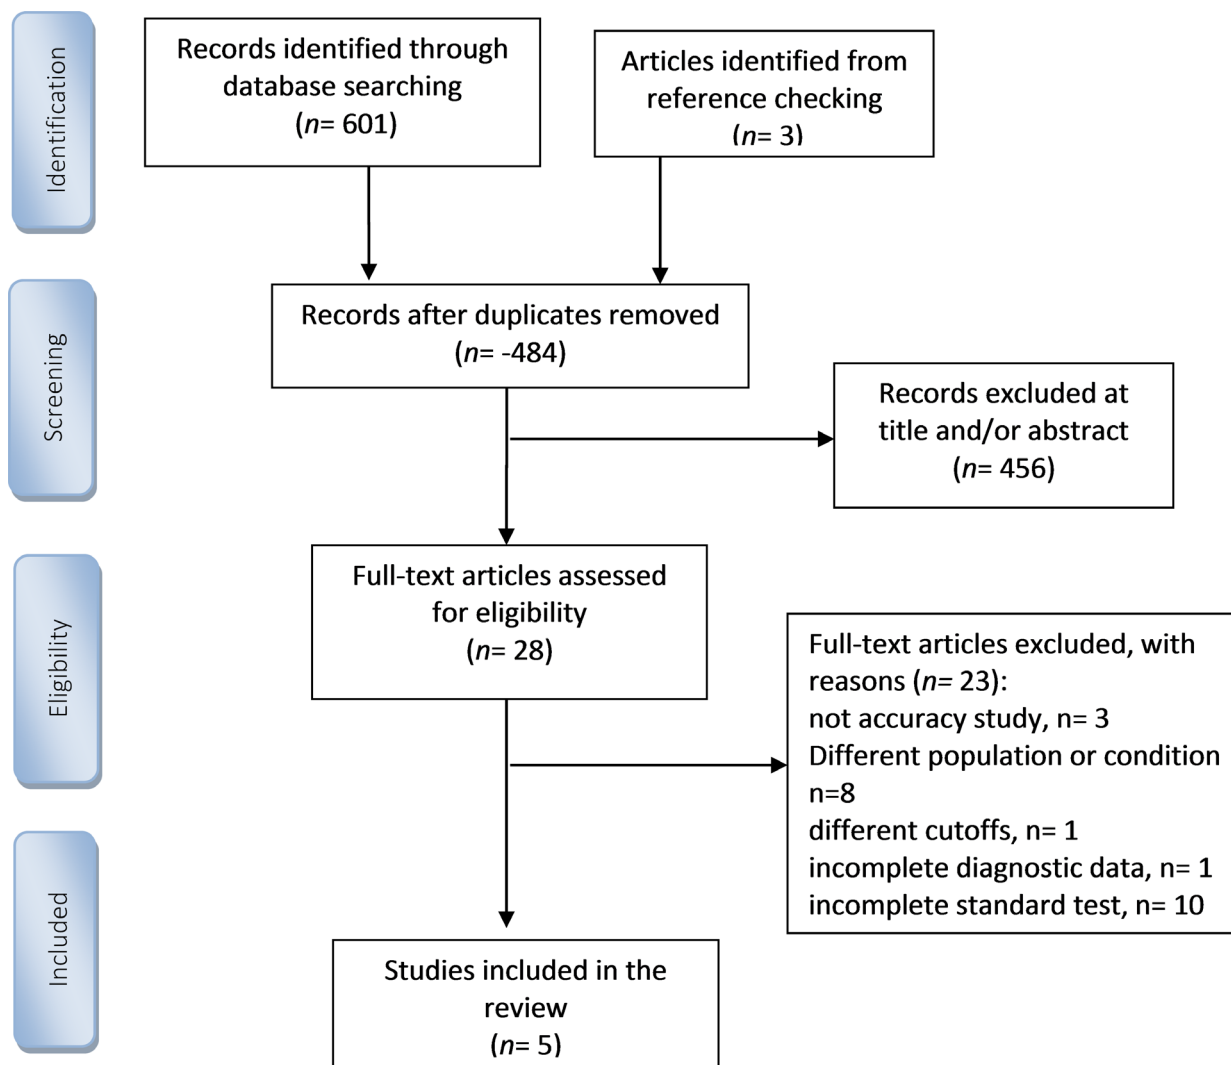 Identification
Records identified through
database searching
(n= 601)
Articles identified from
reference checking
(n= 3)
Screening
Records after duplicates removed
(n= -484)
Records excluded at
title and/or abstract
(n= 456)
Eligibility
Full-text articles assessed
for eligibility
(n= 28)
Full-text articles excluded, with
reasons (n= 23):
not accuracy study, n= 3
Different population or condition
n=8
different cutoffs, n= 1
incomplete diagnostic data, n= 1
incomplete standard test, n= 10
Included
Studies included in the
review
(n= 5)